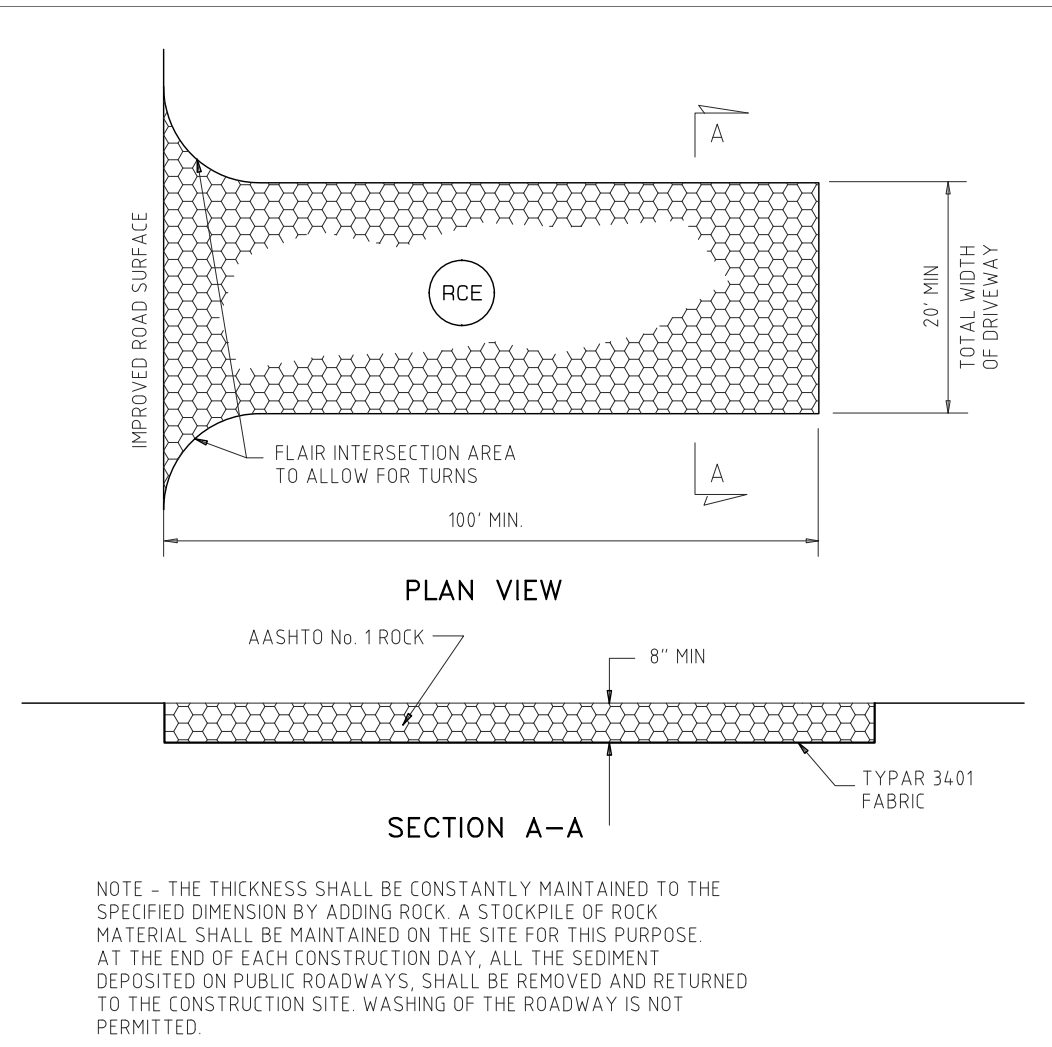 A
IMPROVED ROAD SURFACE
RCE
20' MIN
TOTAL WIDTH
OF DRIVEWAY
FLAIR INTERSECTION AREA
TO ALLOW FOR TURNS
A
100' MIN.
PLAN VIEW
AASHTO No. 1 ROCK
8" MIN
TYPAR 3401
FABRIC
SECTION A-A
NOTE - THE THICKNESS SHALL BE CONSTANTLY MAINTAINED TO THE
SPECIFIED DIMENSION BY ADDING ROCK. A STOCKPILE OF ROCK
MATERIAL SHALL BE MAINTAINED ON THE SITE FOR THIS PURPOSE.
AT THE END OF EACH CONSTRUCTION DAY, ALL THE SEDIMENT
DEPOSITED ON PUBLIC ROADWAYS, SHALL BE REMOVED AND RETURNED
TO THE CONSTRUCTION SITE. WASHING OF THE ROADWAY IS NOT
PERMITTED.